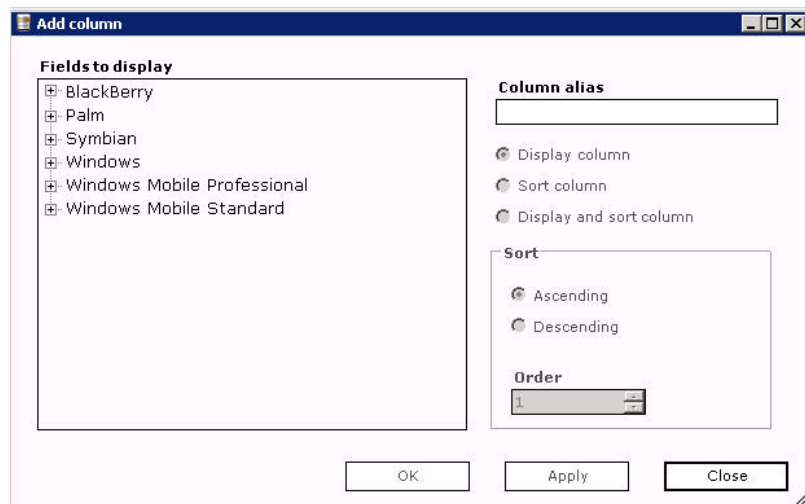 Add column
Fields to display
BlackBerry
Palm
Symbian
Windows
Windows Mobile Professional
Windows Mobile Standard
Column alias
Display column
Sort column
Display and sort column
Sort
Ascending
Descending
Order
1
OK
Apply
Close